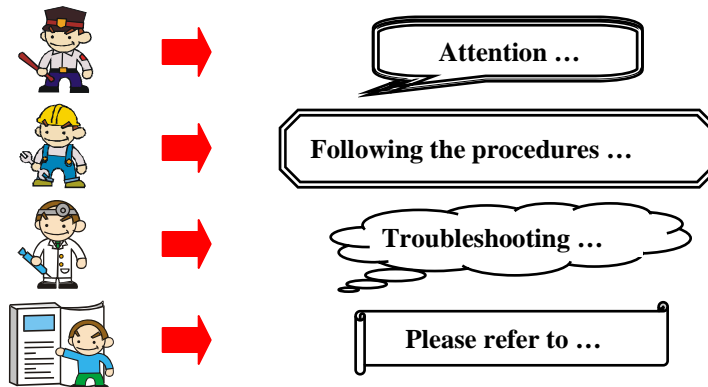 Attention …
Following the procedures …
Troubleshooting …
Please refer to …